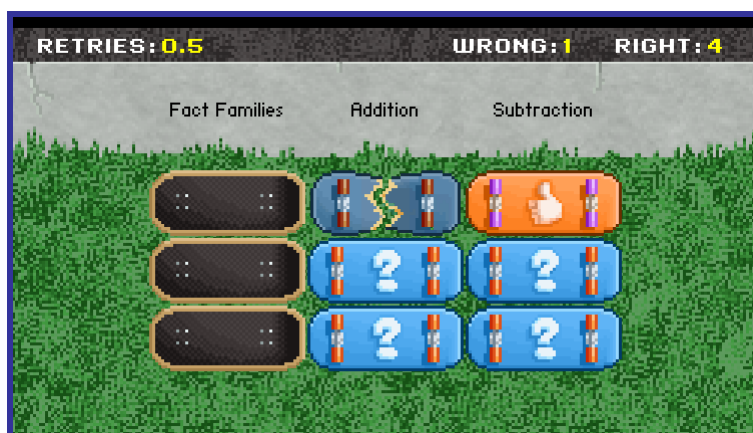 RETRIES:0.5 WRONG:1 RIGHT:4
Fact Families Addition Subtraction
? ?
? ?